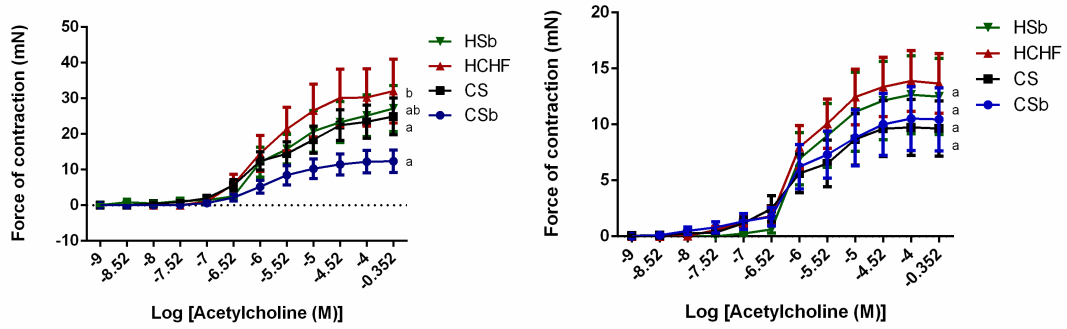 Force of contraction (mN)
50
40
30
20
10
0
-10
-9
-8.52
-8
-7.52
-7
-6.52
-6
-5.52
-5
-4.52
-4
-0.352
Log [Acetylcholine (M)]
HSb
HCHF
CS
CSb
b
ab
a
a
Force of contraction (mN)
20
15
10
5
0
-9
-8.52
-8
-7.52
-7
-6.52
-6
-5.52
-5
-4.52
-4
-0.352
Log [Acetylcholine (M)]
HSb
HCHF
CS
CSb
a
a
a
a